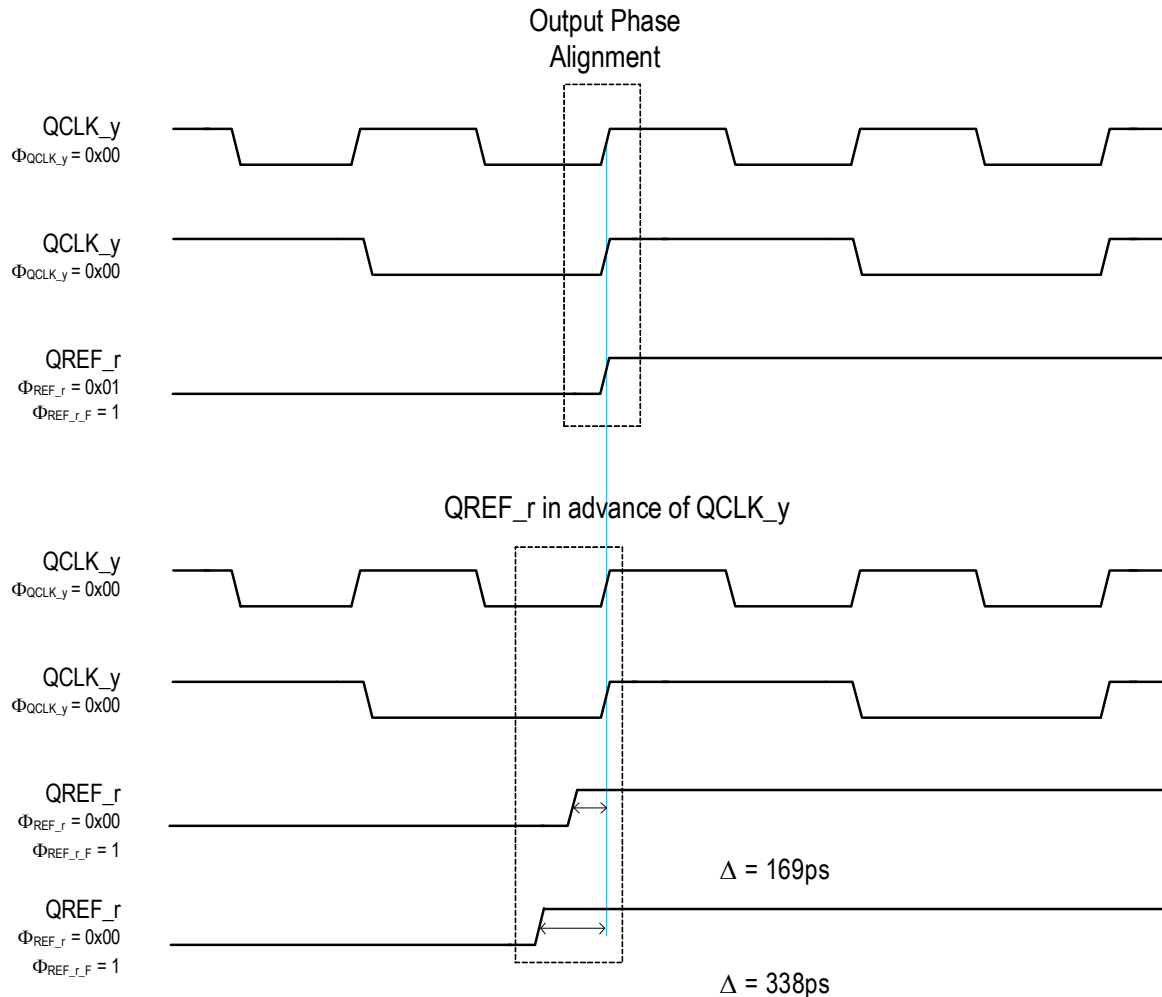 Output Phase
Alignment
QCLK_y
ΦQCLK_y = 0x00
QCLK_y
ΦQCLK_y = 0x00
QREF_r
ΦREF_r = 0x01
ΦREF_r_F = 1
QREF_r in advance of QCLK_y
QCLK_y
ΦQCLK_y = 0x00
QCLK_y
ΦQCLK_y = 0x00
QREF_r
ΦREF_r = 0x00
ΦREF_r_F = 1
Δ = 169ps
QREF_r
ΦREF_r = 0x00
ΦREF_r_F = 1
Δ = 338ps